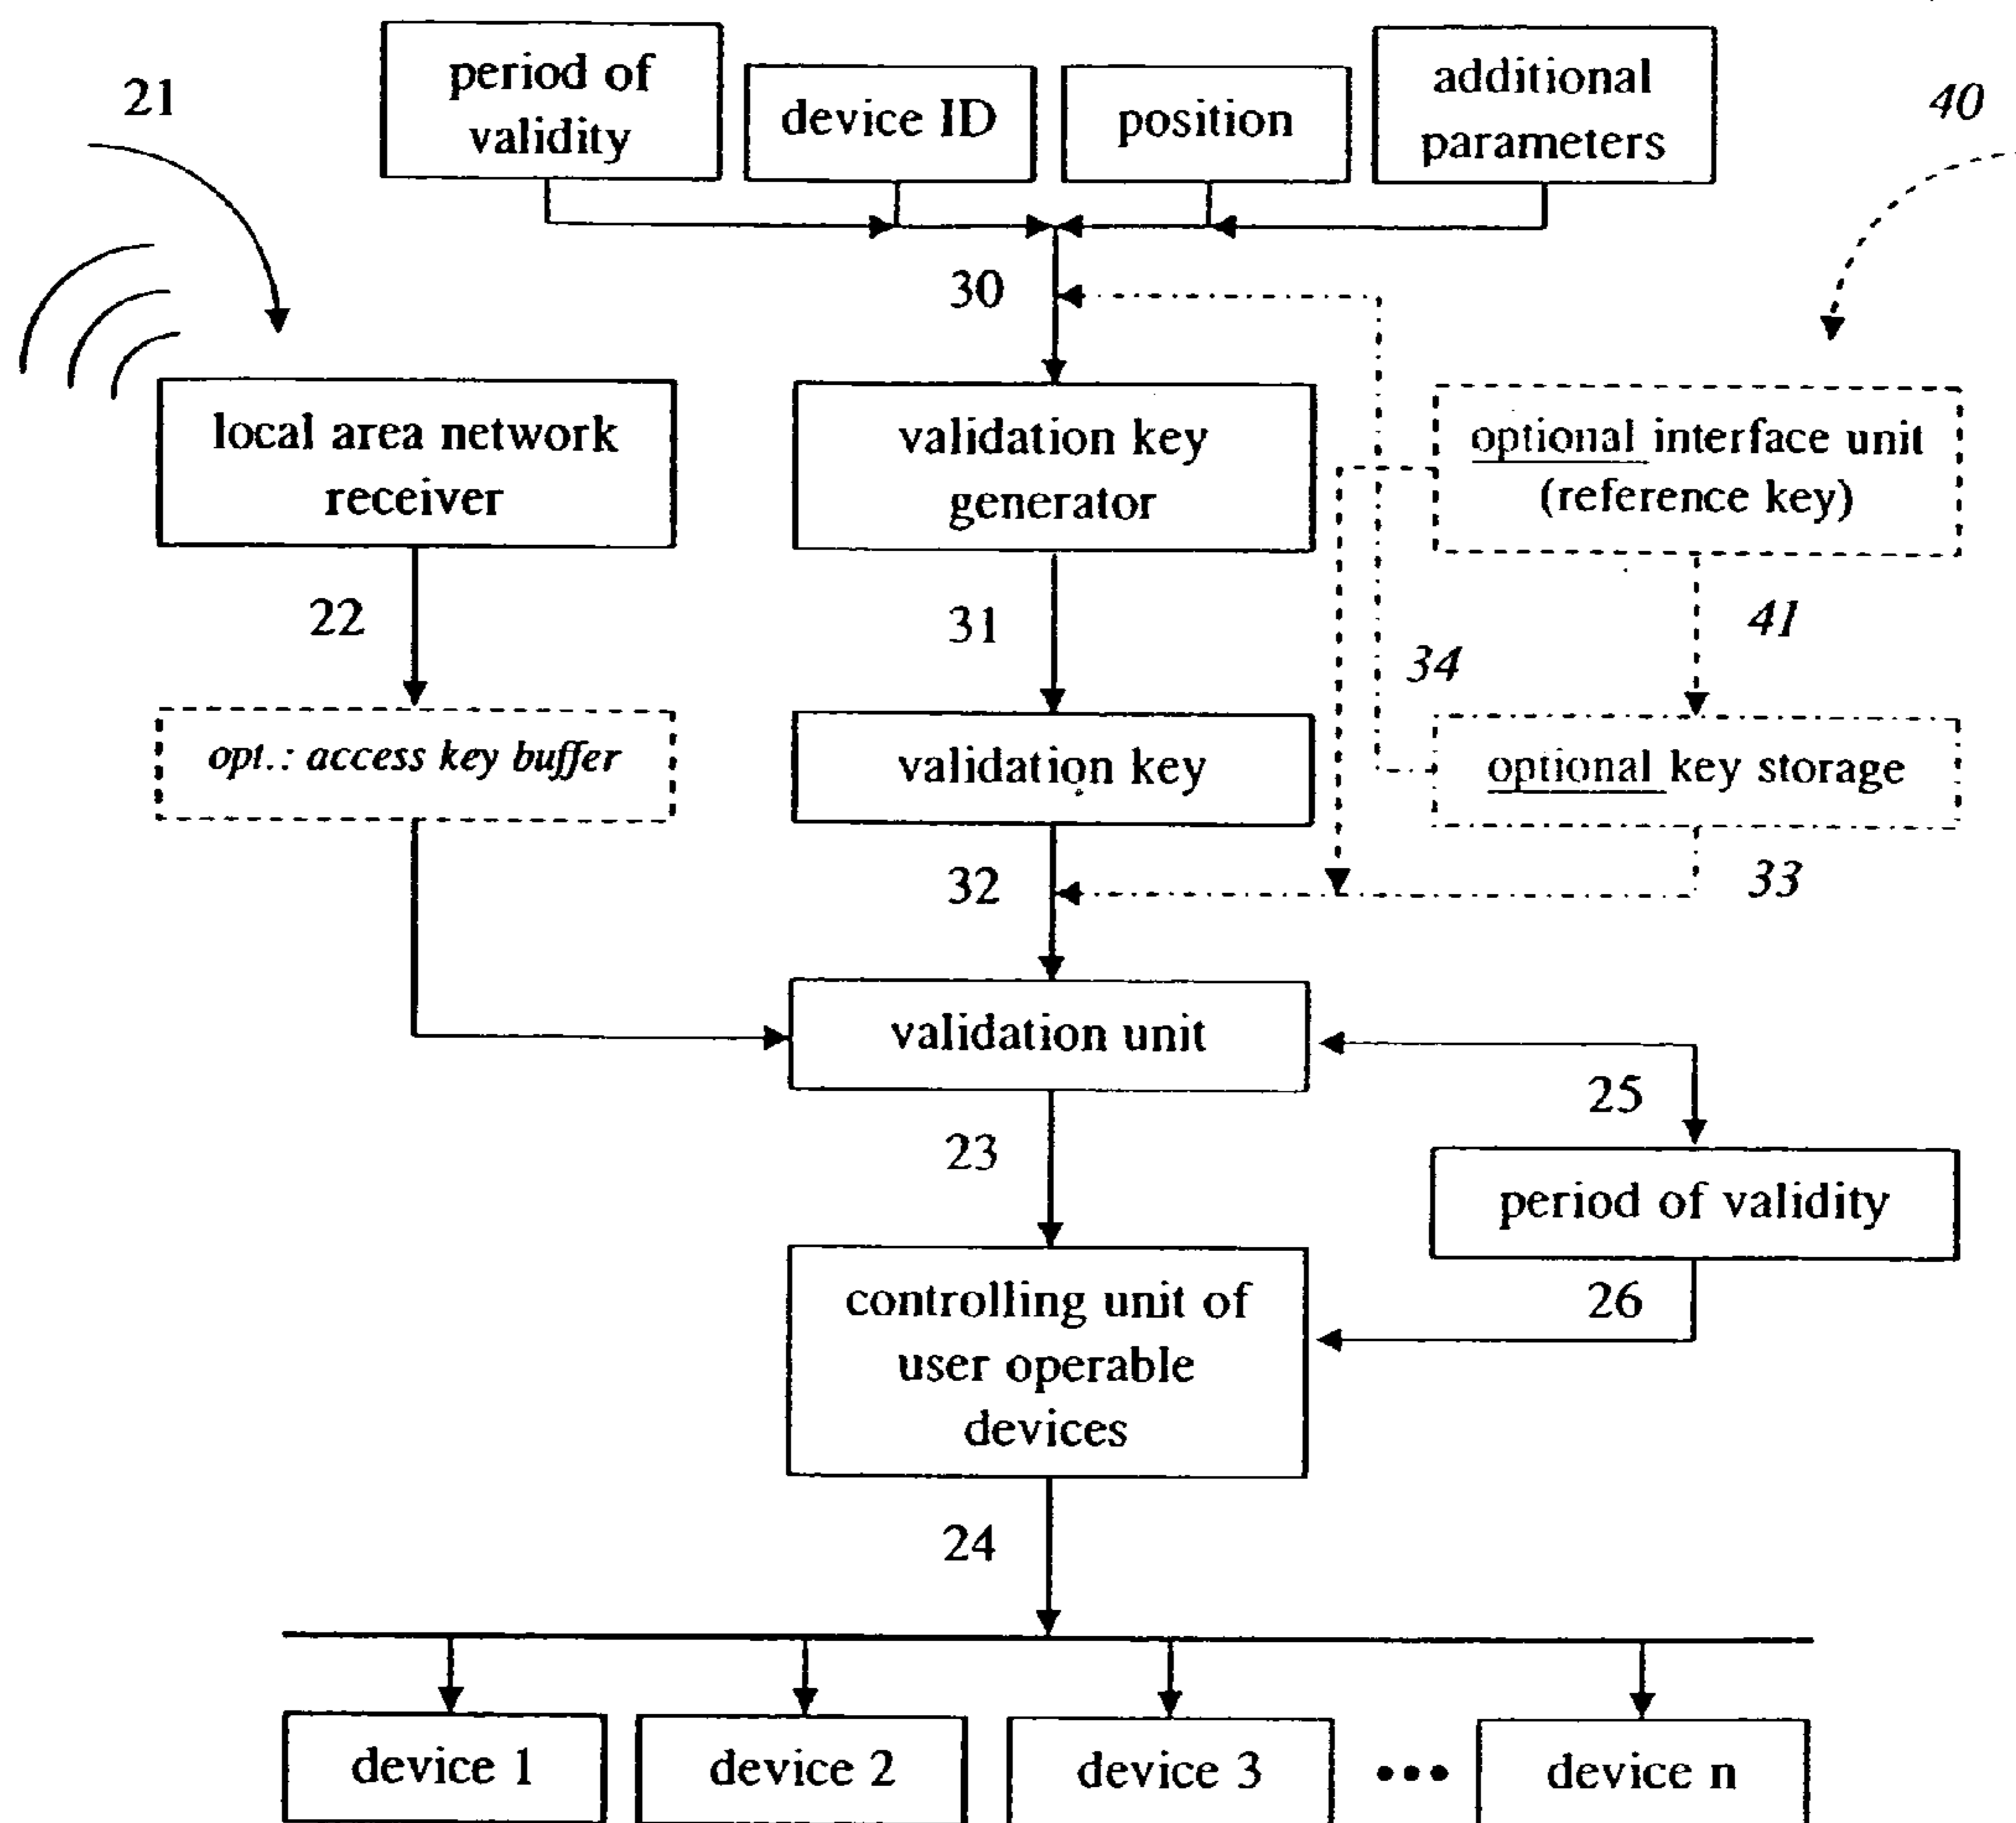 period of
validity
device ID
position
additional
parameters
21
40
30
local area network
receiver
validation key
generator
optional interface unit
(reference key)
22
31
34
41
opt.: access key buffer
validation key
optional key storage
32
33
validation unit
25
23
period of validity
controlling unit of
user operable
devices
26
24
device 1
device 2
device 3
•••
device n